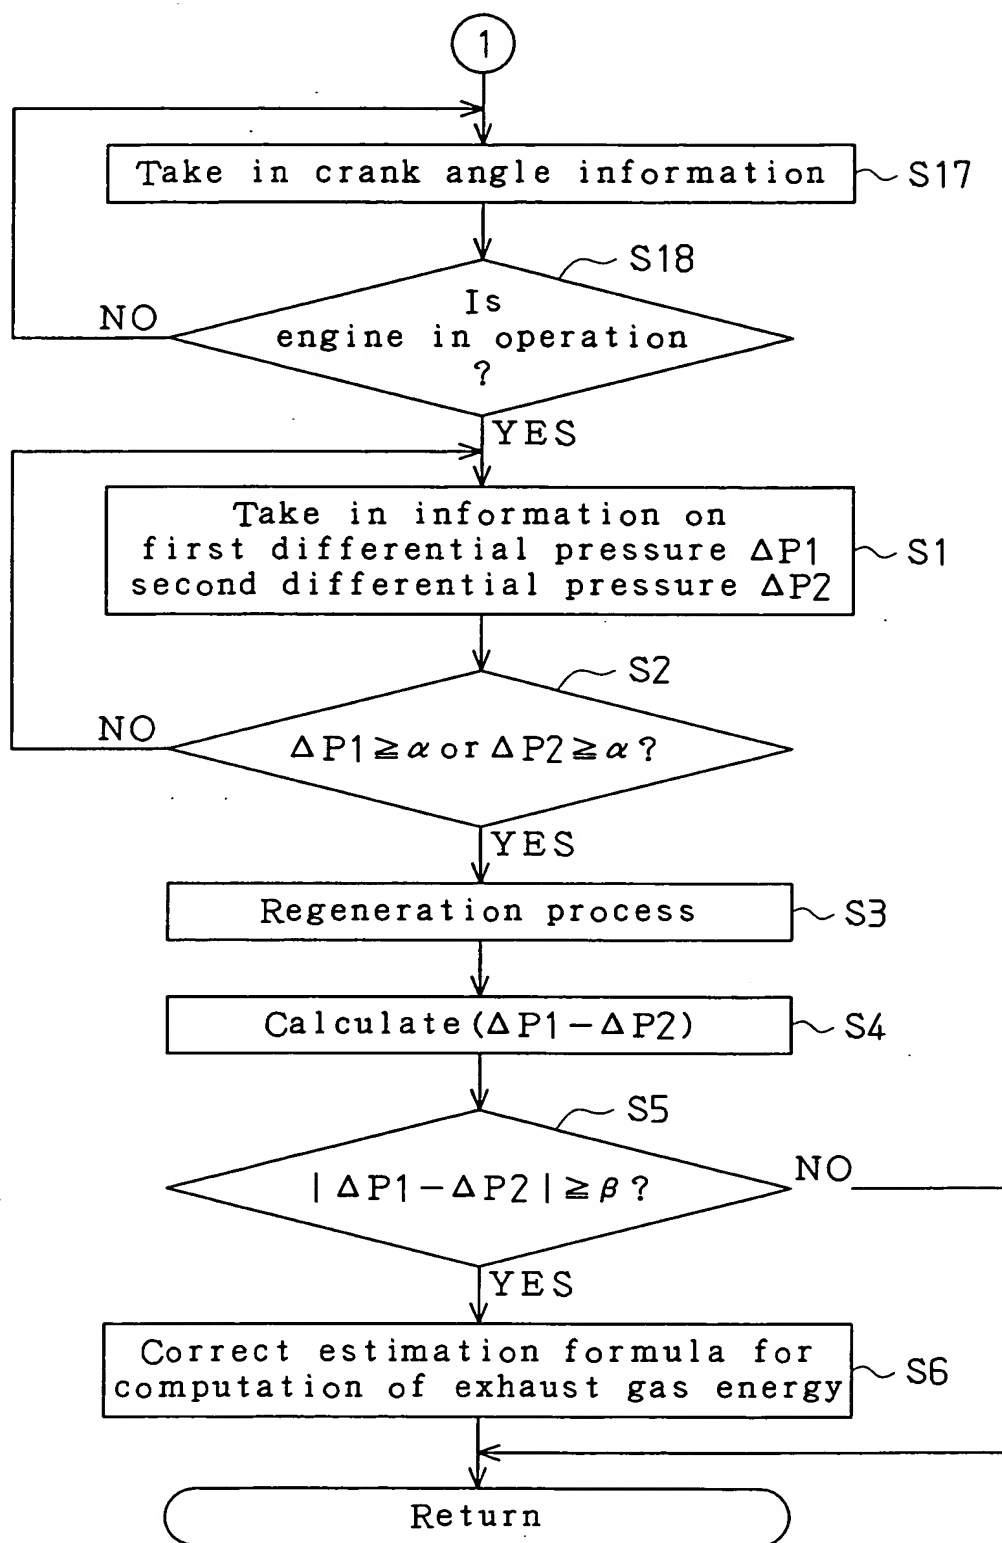 1
Take in crank angle information
S17
S18
Is
engine in operation
?
NO
YES
Take in information on
first differential pressure ΔP1
second differential pressure ΔP2
S1
S2
ΔP1≧α or ΔP2≧α?
NO
YES
Regeneration process
S3
Calculate(ΔP1-ΔP2)
S4
S5
|ΔP1-ΔP2|≧β?
NO
YES
Correct estimation formula for
computation of exhaust gas energy
S6
Return